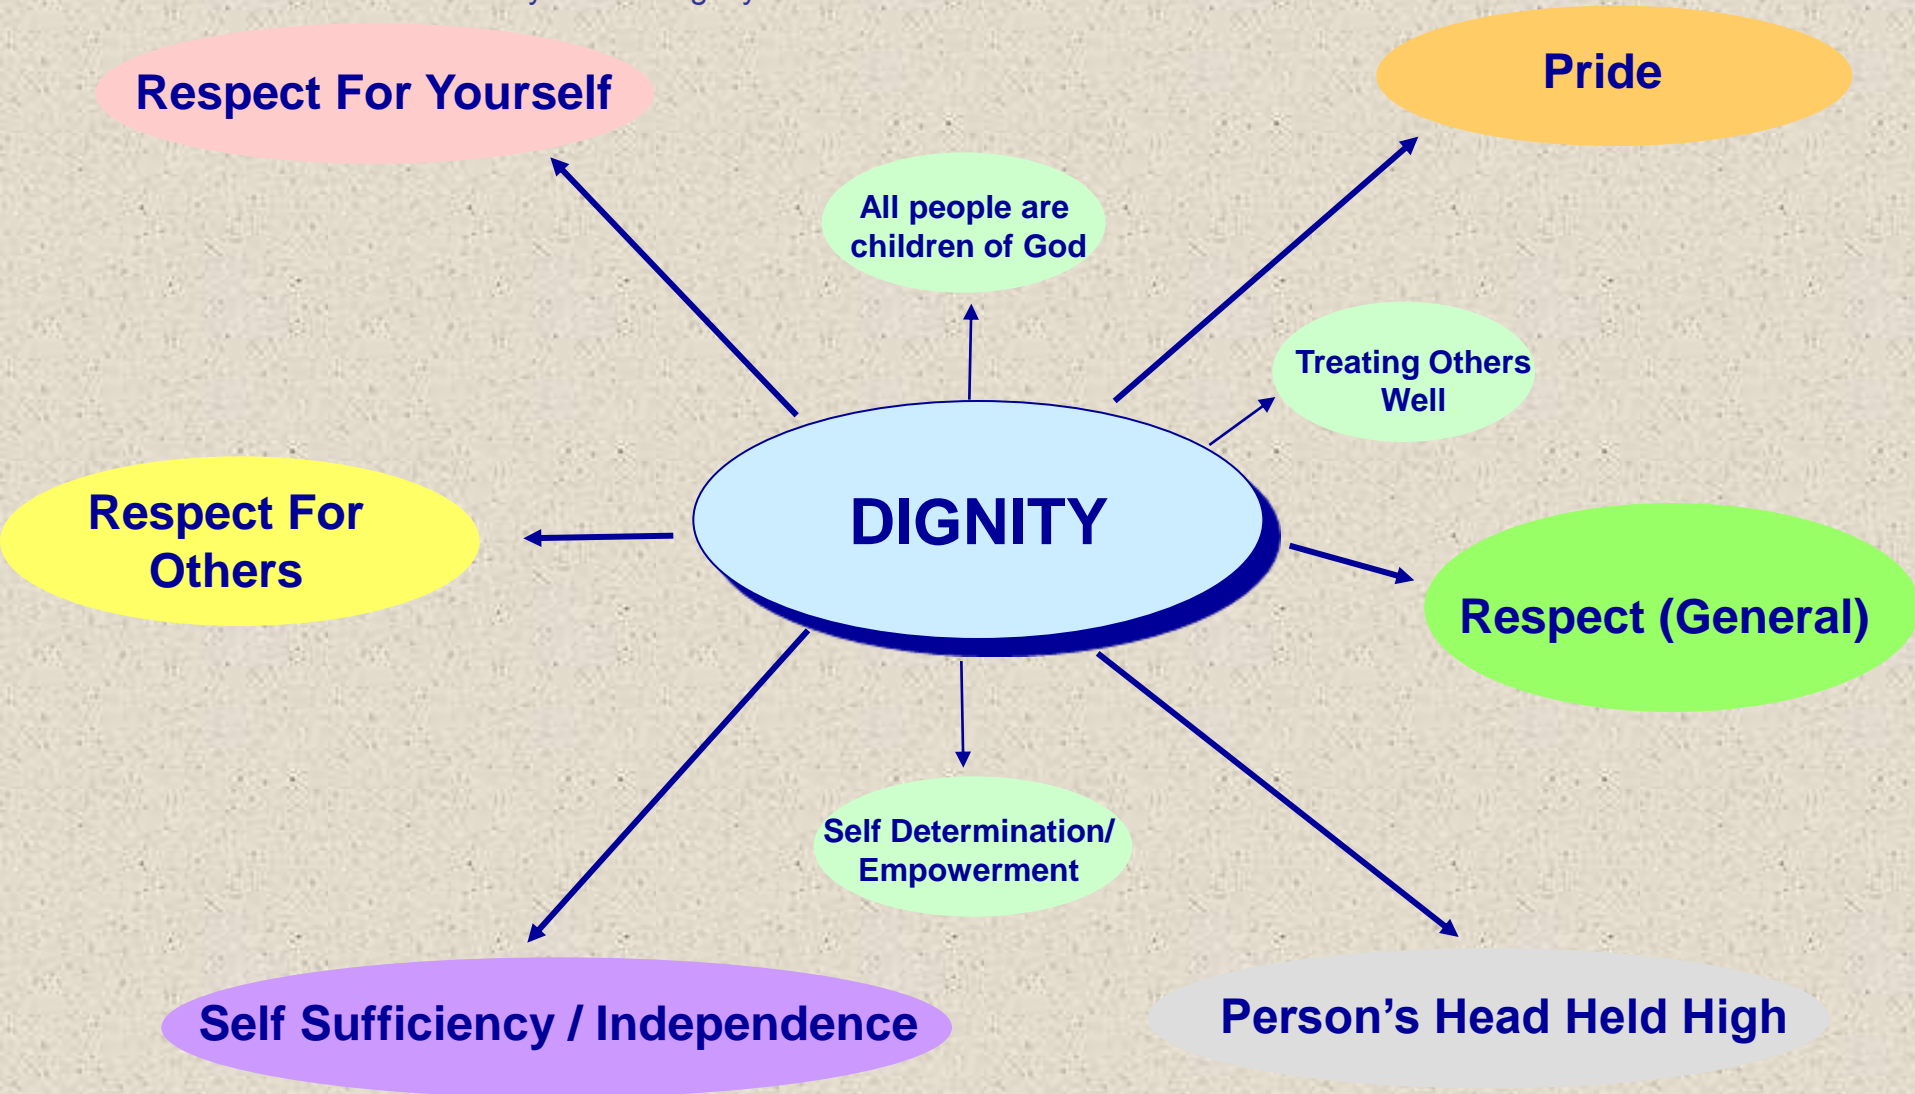 Respect For Yourself
Pride
All people are
children of God
Treating Others
Well
DIGNITY
Respect For
Others
Respect (General)
Self Determination/
Empowerment
Self Sufficiency / Independence
Person’s Head Held High